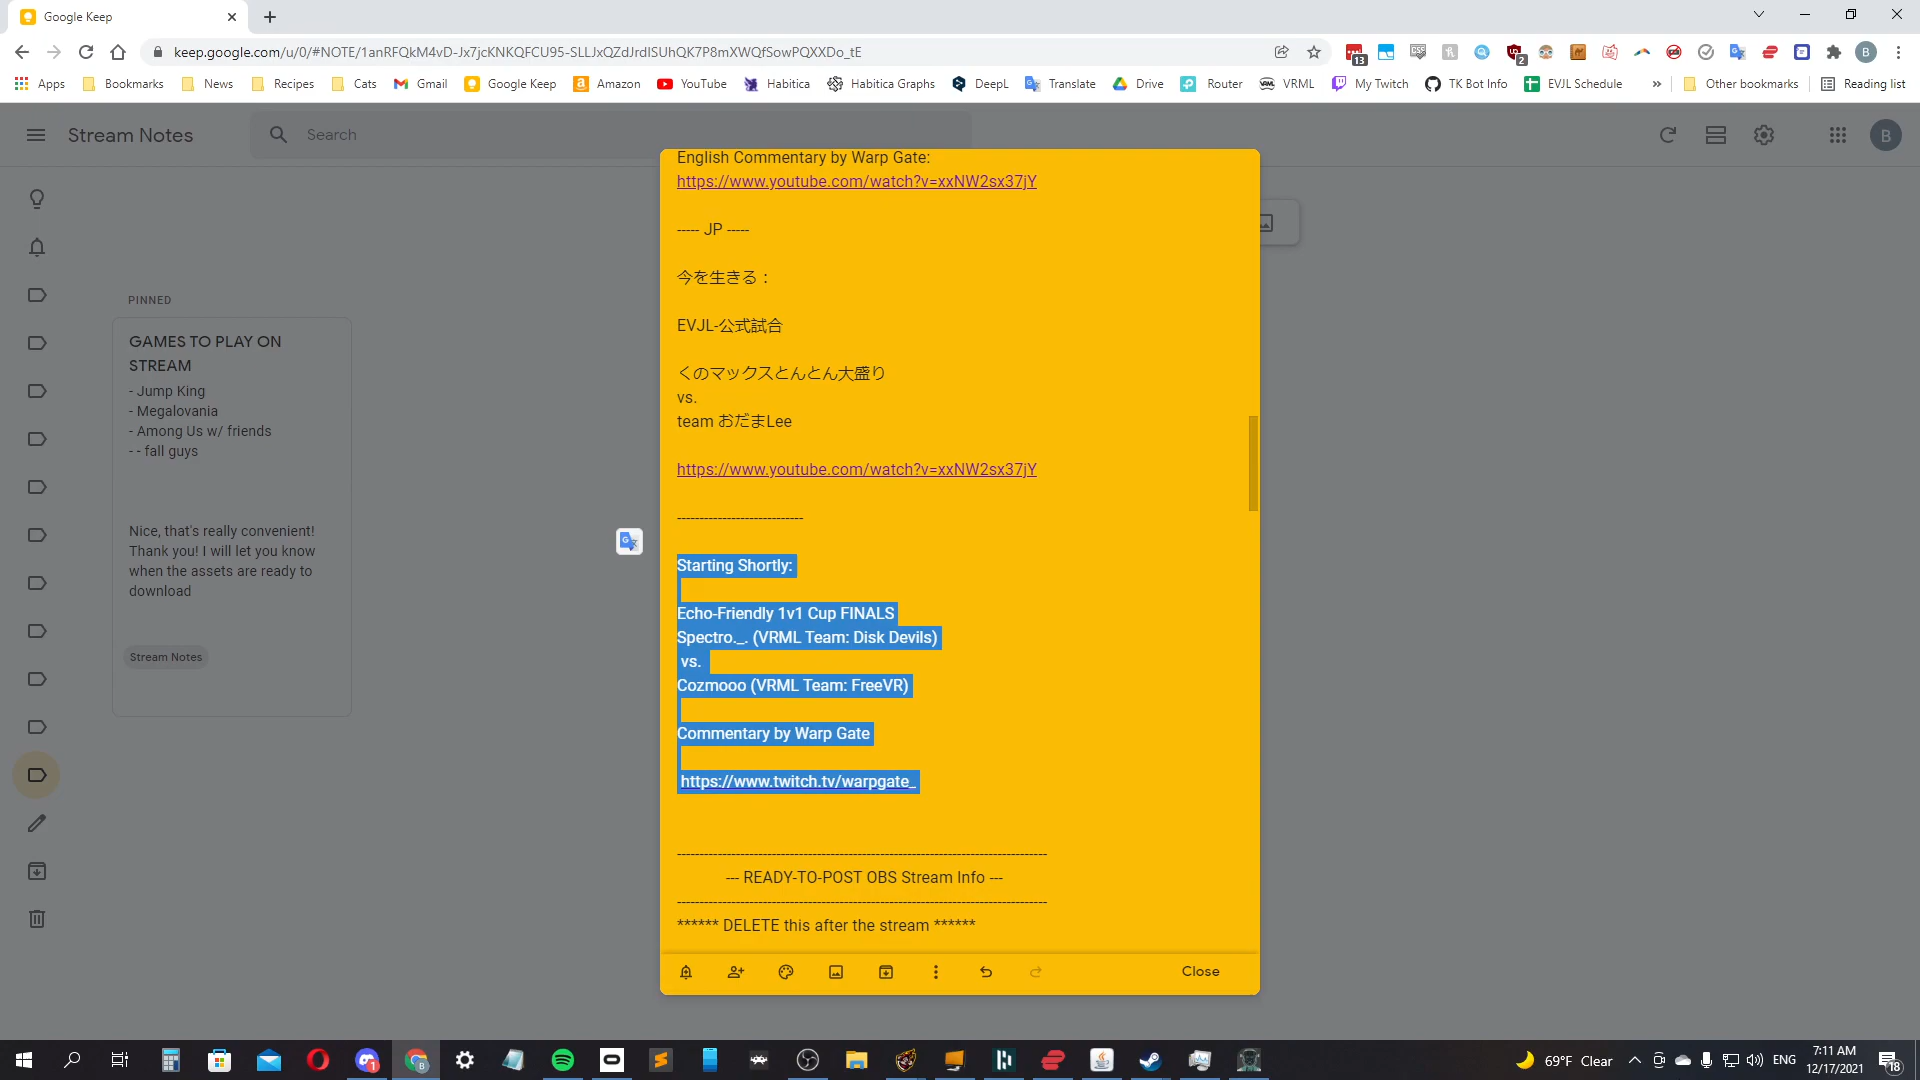 Google Keep
keep.google.com/u/0/#NOTE/1anRFQkM4vD-Jx7jcKNKQFCU95-SLLJxQZdJrdISUhQK7P8mXWQfSowPQXXDo_tE
13
2
B
Apps
Bookmarks
News
Recipes
Cats
Gmail
Google Keep
Amazon
YouTube
Habitica
Habitica Graphs
DeepL
Translate
Drive
Router
VRML
My Twitch
TK Bot Info
EVJL Schedule
Other bookmarks
Reading list
Stream Notes
Search
B
PINNED
GAMES TO PLAY ON
STREAM
- Jump King
- Megalovania
- Among Us w/ friends
- - fall guys
Nice, that's really convenient!
Thank you! I will let you know
when the assets are ready to
download
Stream Notes
English Commentary by Warp Gate:
https://www.youtube.com/watch?v=xxNW2sx37jY
----- JP -----
今を生きる：
EVJL-公式試合
くのマックスとんとん大盛り
vs.
team おだまLee
https://www.youtube.com/watch?v=xxNW2sx37jY
----------------------------
Starting Shortly:
Echo-Friendly 1v1 Cup FINALS
Spectro._. (VRML Team: Disk Devils)
vs.
Cozmooo (VRML Team: FreeVR)
Commentary by Warp Gate
https://www.twitch.tv/warpgate_
----------------------------------------------------------------------------------
--- READY-TO-POST OBS Stream Info ---
----------------------------------------------------------------------------------
****** DELETE this after the stream ******
Close
69°F Clear
ENG
7:11 AM
12/17/2021
18